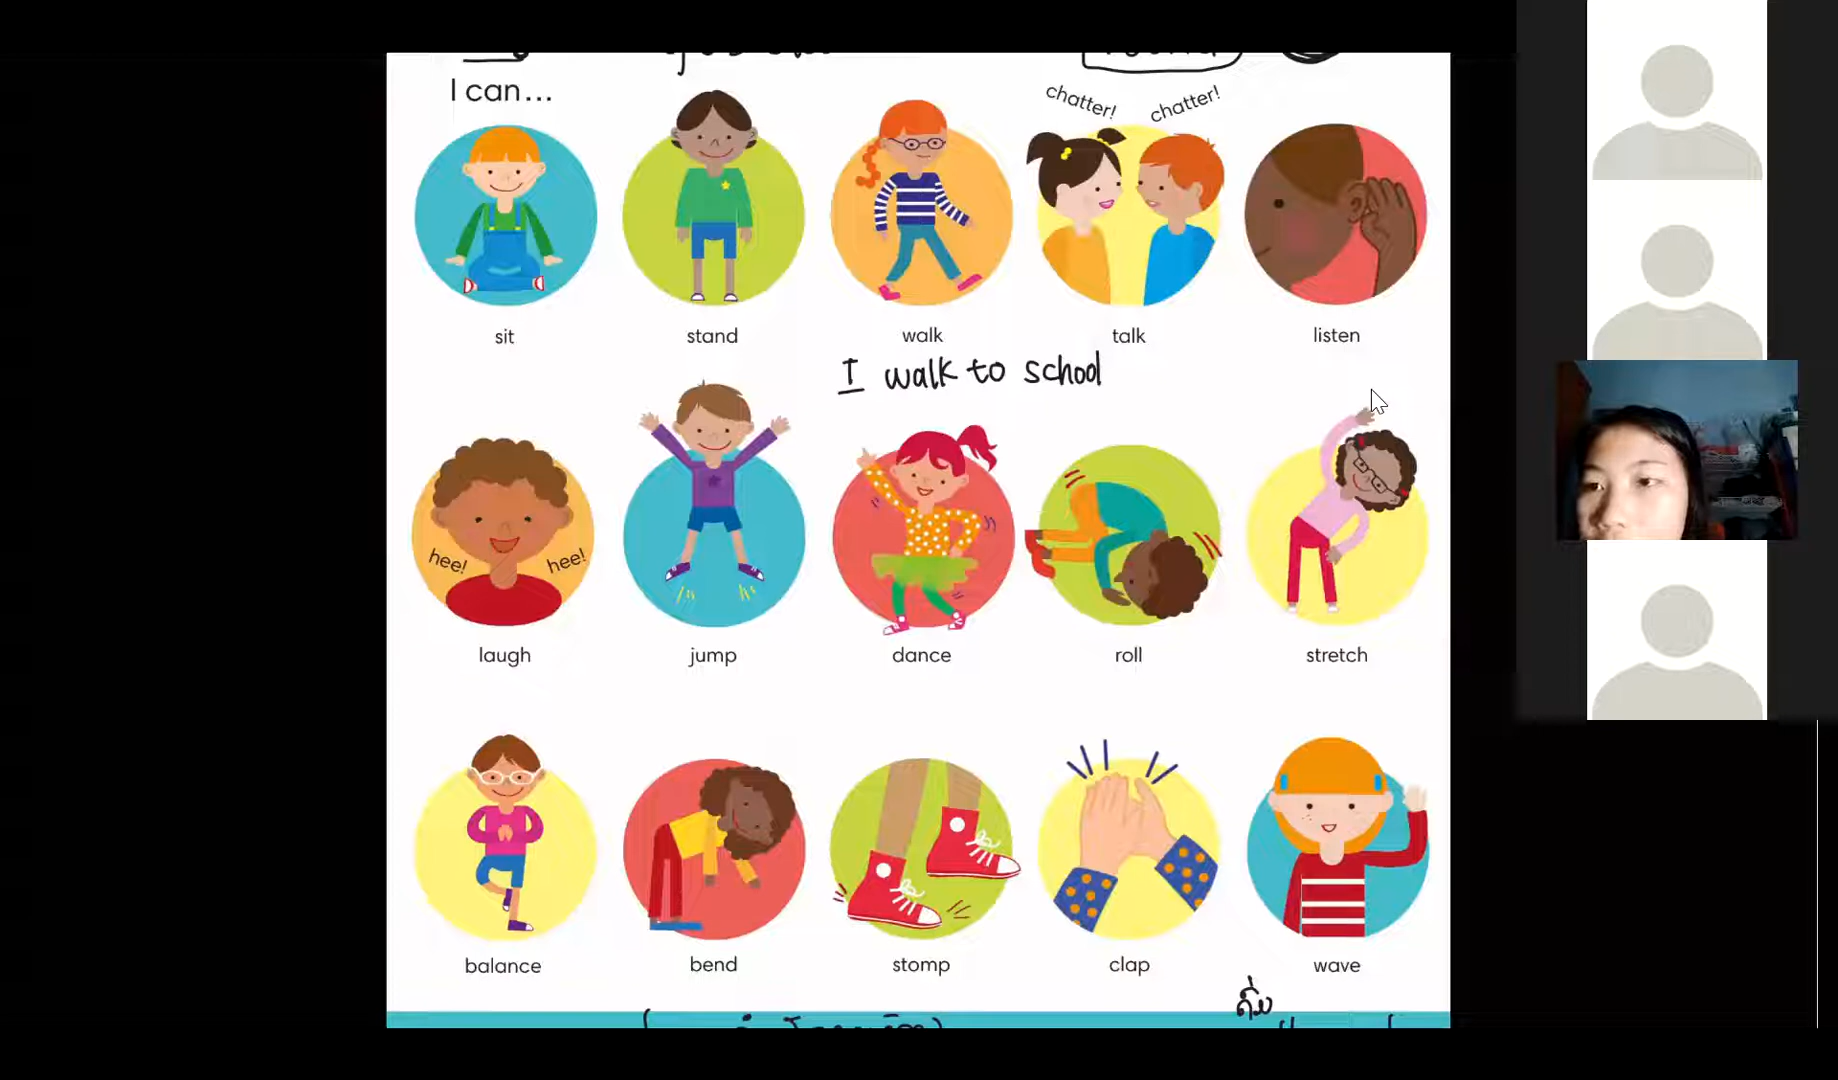 I can...
chatter! chatter!
sit stand walk talk listen
I walk to school
hee! hee!
laugh jump dance roll stretch
balance bend stomp clap wave